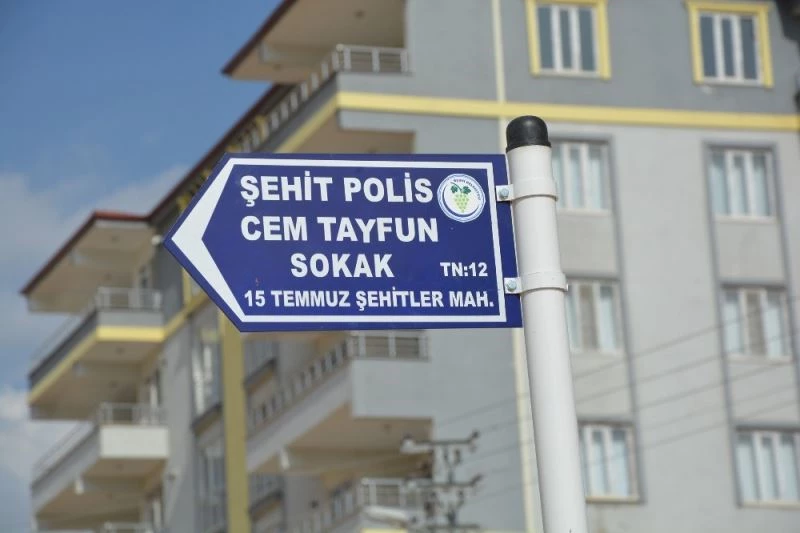 ŞEHİT POLİS
CEM TAYFUN
SOKAK TN:12
15 TEMMUZ ŞEHİTLER MAH.